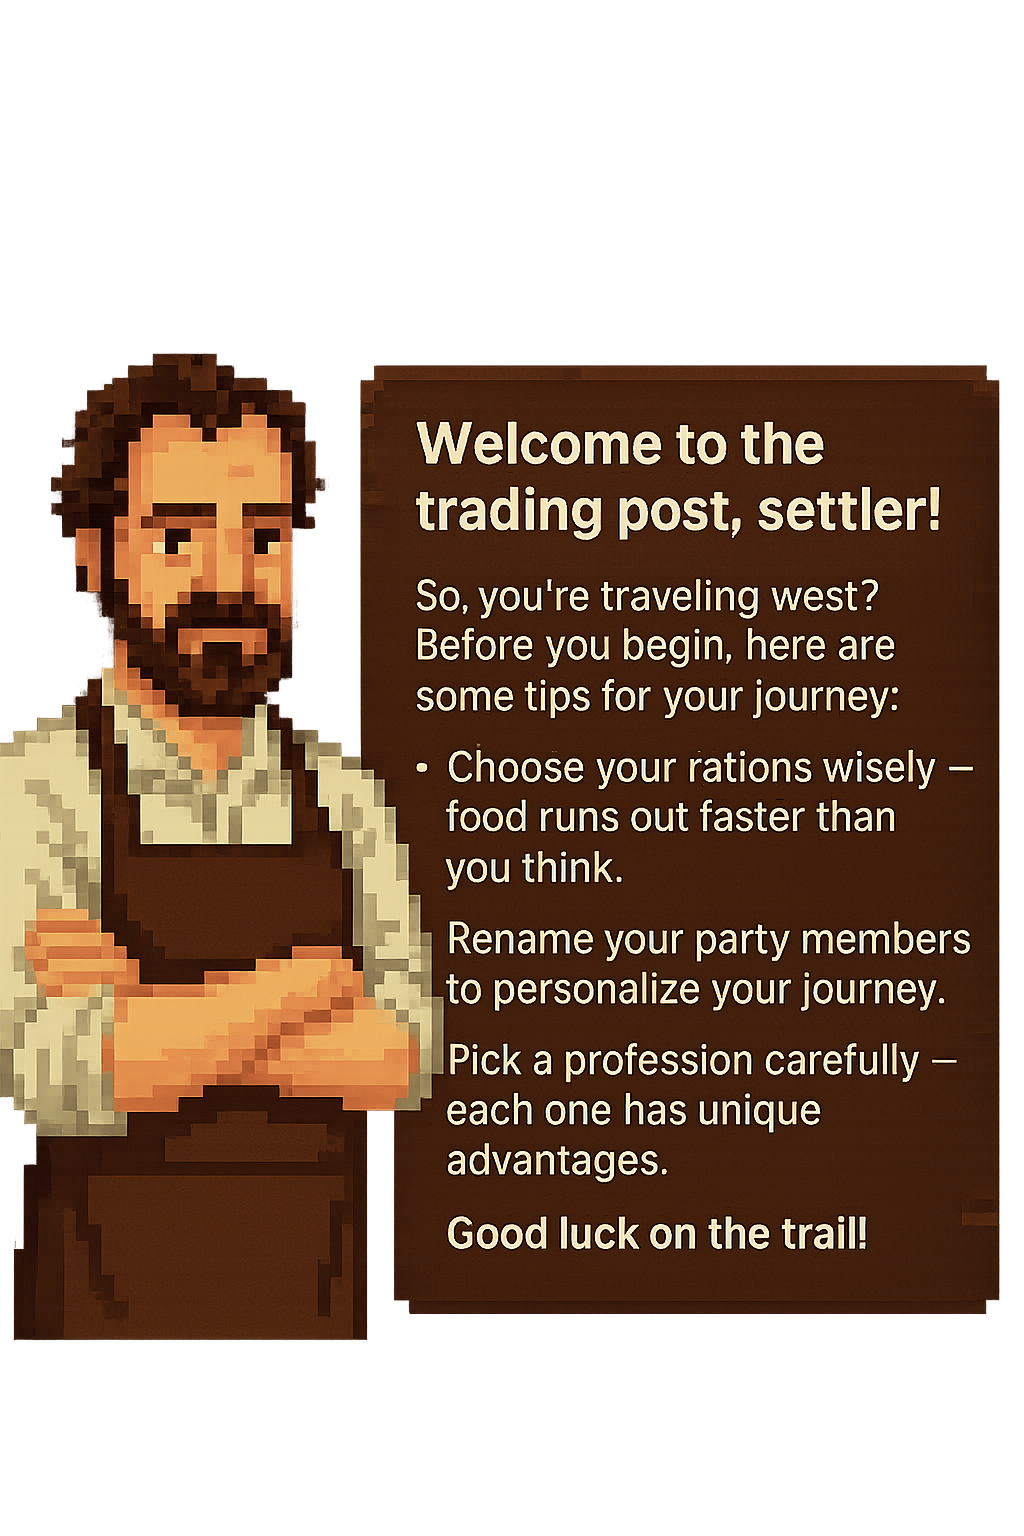 Welcome to the
trading post, settler!
So, you're traveling west?
Before you begin, here are
some tips for your journey:
• Choose your rations wisely –
food runs out faster than
you think.
Rename your party members
to personalize your journey.
Pick a profession carefully –
each one has unique
advantages.
Good luck on the trail!